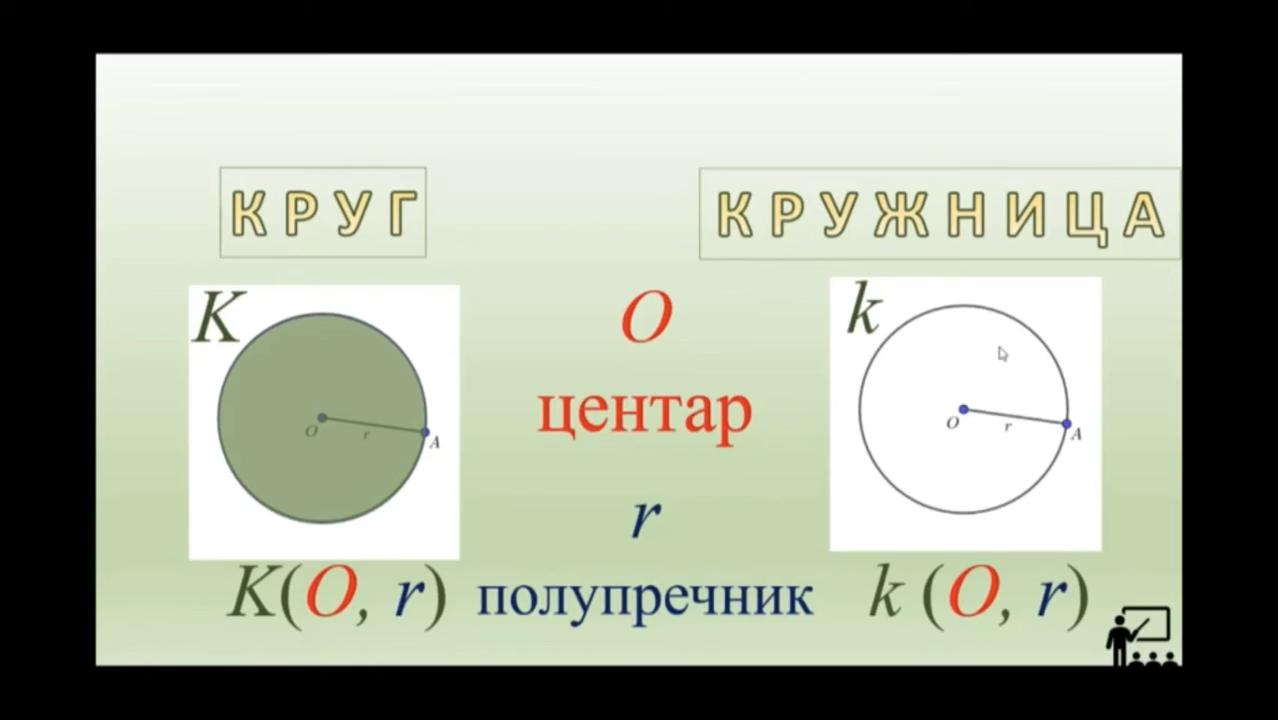 КРУГ
КРУЖНИЦА
K
O r A
O
центар
r
полупречник
k
O r A
K(O, r)
k (O, r)